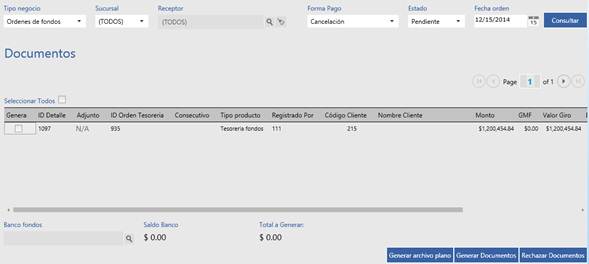 Tipo negocio Sucursal Receptor Forma Pago Estado Fecha orden
Ordenes de fondos (TODOS) (TODOS) Cancelación Pendiente 12/15/2014 15 Consultar
Documentos
Page 1 of 1
Seleccionar Todos
Genera ID Detalle Adjunto ID Orden Tesoreria Consecutivo Tipo producto Registrado Por Código Cliente Nombre Cliente Monto GMF Valor Giro
1097 N/A 935 Tesorería fondos 111 215 $1,200,454.84 $0.00 $1,200,454.84
Banco fondos Saldo Banco Total a Generar:
$ 0.00 $ 0.00
Generar archivo plano Generar Documentos Rechazar Documentos